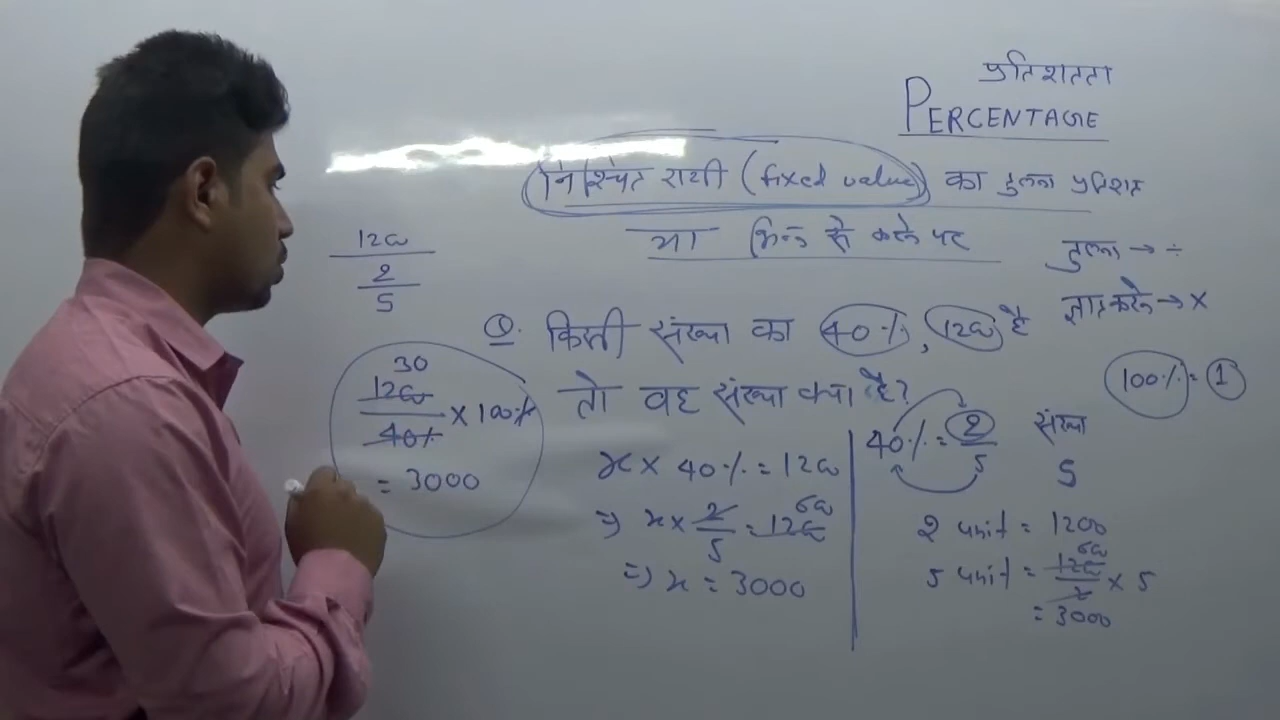 प्रतिशतता
PERCENTAGE
निश्चित राशी (fixed value) का तुलना प्रतिशत
या भिन्न से करने पर
तुलना → ÷
ज्ञात करने → ×
Q. किसी संख्या का 40%, 1200 है
तो वह संख्या क्या है?
100% = 1
1200
2
5
30
1200
40% × 100%
= 3000
x × 40% = 1200
600
⇒ x × 2/5 = 1200
⇒ x = 3000
40% = 2/5
संख्या
5
2 unit = 1200
600
5 unit = 1200/2 × 5
= 3000